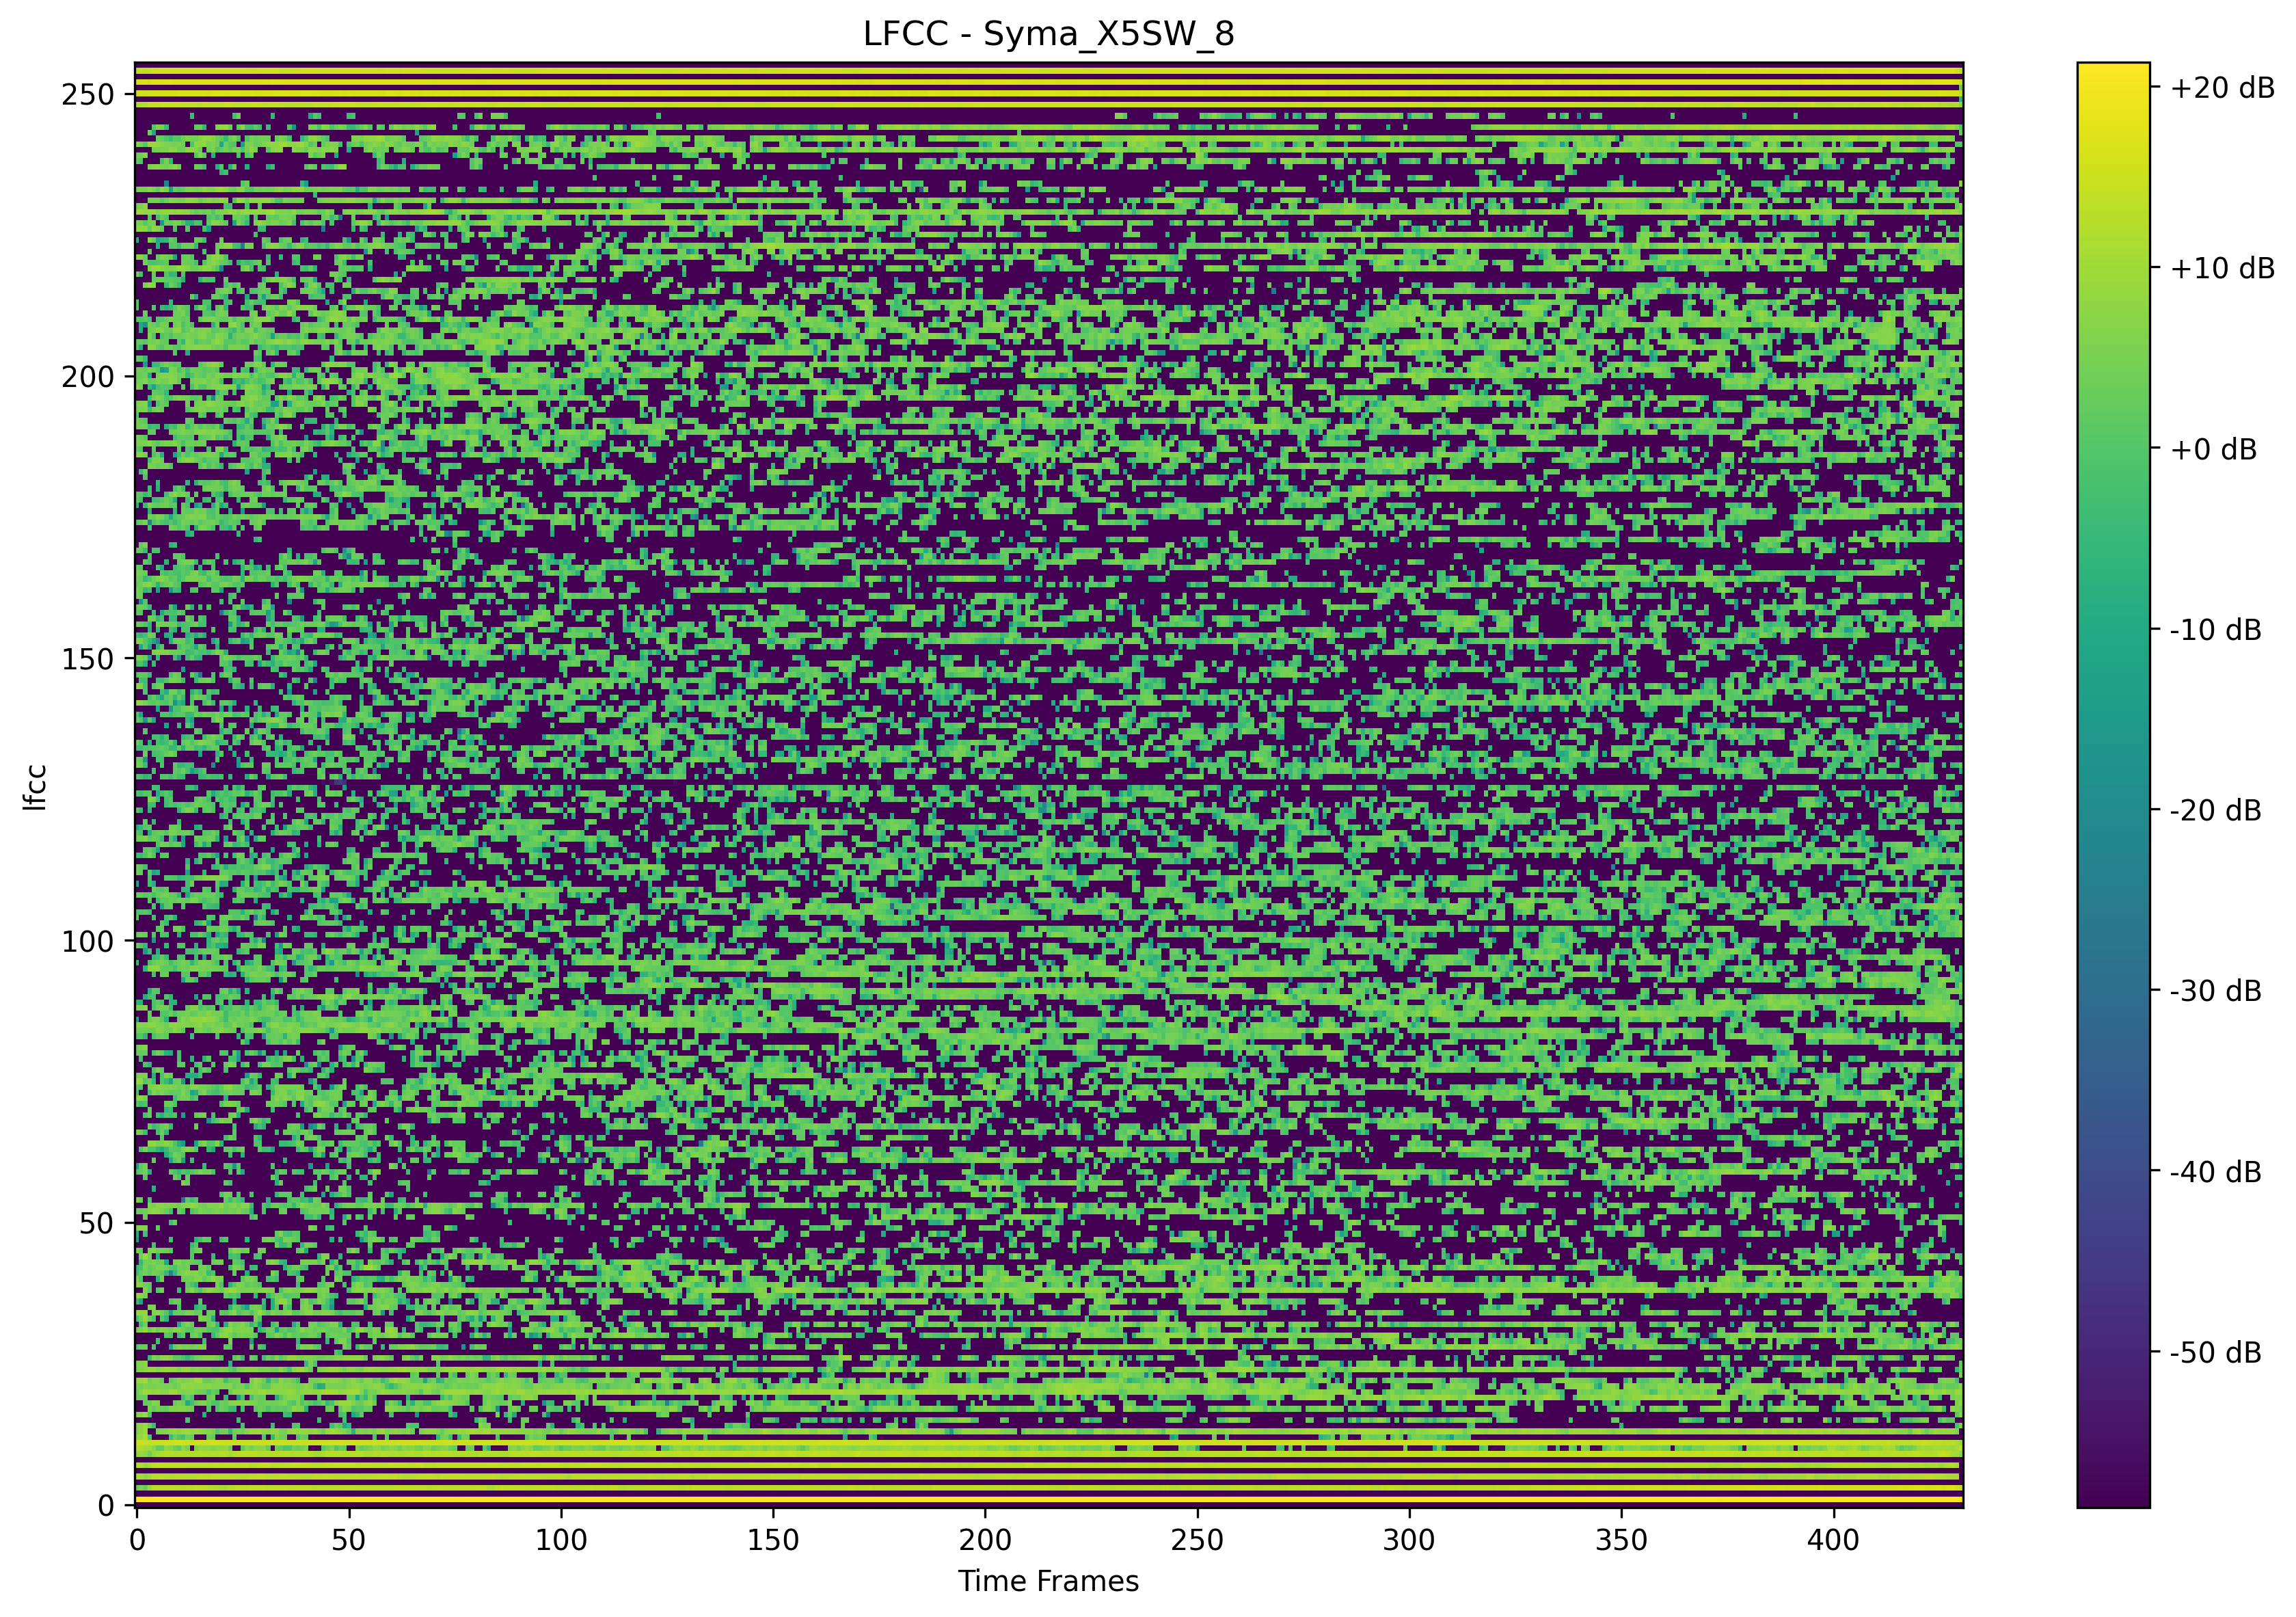 LFCC - Syma_X5SW_8
250
200
150
100
50
0
lfcc
0 50 100 150 200 250 300 350 400
Time Frames
+20 dB
+10 dB
+0 dB
-10 dB
-20 dB
-30 dB
-40 dB
-50 dB